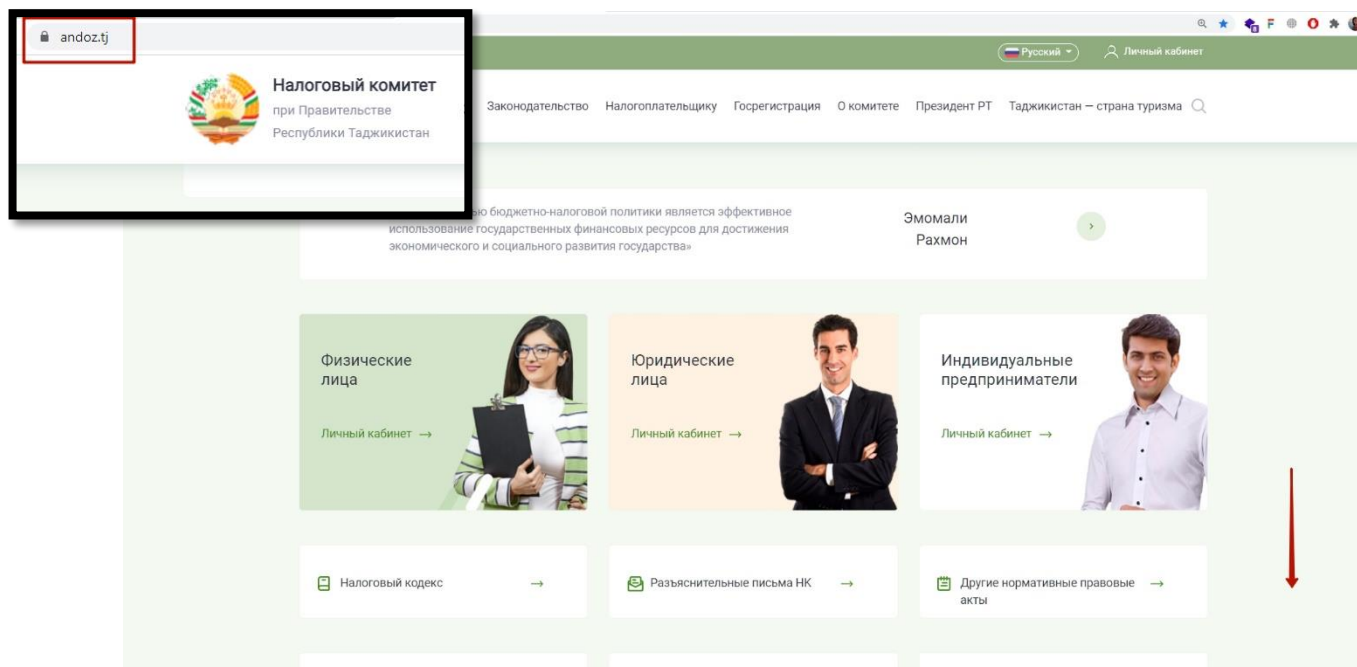 andoz.tj
Налоговый комитет
при Правительстве
Республики Таджикистан
Русский
Личный кабинет
Законодательство Налогоплательщику Госрегистрация О комитете Президент РТ Таджикистан — страна туризма
бюджетно-налоговой политики является эффективное
использование государственных финансовых ресурсов для достижения
экономического и социального развития государства»
Эмомали
Рахмон
Физические
лица
Личный кабинет →
Юридические
лица
Личный кабинет →
Индивидуальные
предприниматели
Личный кабинет →
Налоговый кодекс →
Разъяснительные письма НК →
Другие нормативные правовые →
акты